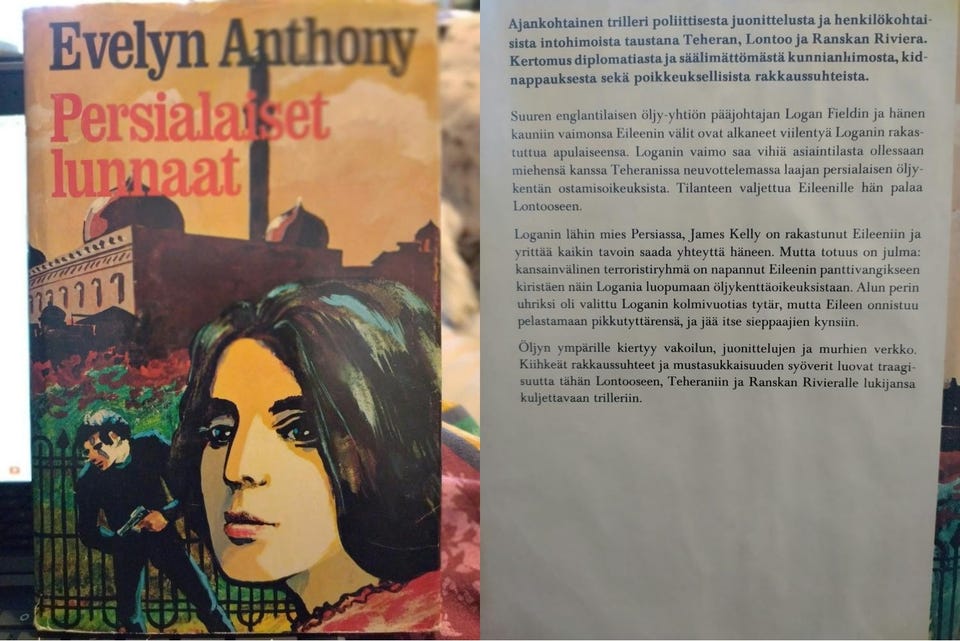 Evelyn Anthony
Persialaiset
lunnaat
Ajankohtainen trilleri poliittisesta juonittelusta ja henkilökohtai-
sista intohimoista taustana Teheran, Lontoo ja Ranskan Riviera.
Kertomus diplomatiasta ja säälimättömästä kunnianhimosta, kid-
nappauksesta sekä poikkeuksellisista rakkaussuhteista.
Suuren englantilaisen öljy-yhtiön pääjohtajan Logan Fieldin ja hänen
kauniin vaimonsa Eileenin välit ovat alkaneet viilentyä Loganin rakas-
tuttua apulaiseensa. Loganin vaimo saa vihiä asiaintilasta ollessaan
miehensä kanssa Teheranissa neuvottelemassa laajan persialaisen öljy-
kentän ostamisoikeuksista. Tilanteen valjettua Eileenille hän palaa
Lontooseen.
Loganin lähin mies Persiassa, James Kelly on rakastunut Eileeniin ja
yrittää kaikin tavoin saada yhteyttä häneen. Mutta totuus on julma:
kansainvälinen terroristiryhmä on napannut Eileenin panttivangikseen
kiristäen näin Logania luopumaan öljykenttäoikeuksistaan. Alun perin
uhriksi oli valittu Loganin kolmivuotias tytär, mutta Eileen onnistuu
pelastamaan pikkutyttärensä, ja jää itse sieppaajien kynsiin.
Öljyn ympärille kiertyy vakoilun, juonittelujen ja murhien verkko.
Kiihkeät rakkaussuhteet ja mustasukkaisuuden syöverit luovat traagi-
suutta tähän Lontooseen, Teheraniin ja Ranskan Rivieralle lukijansa
kuljettavaan trilleriin.